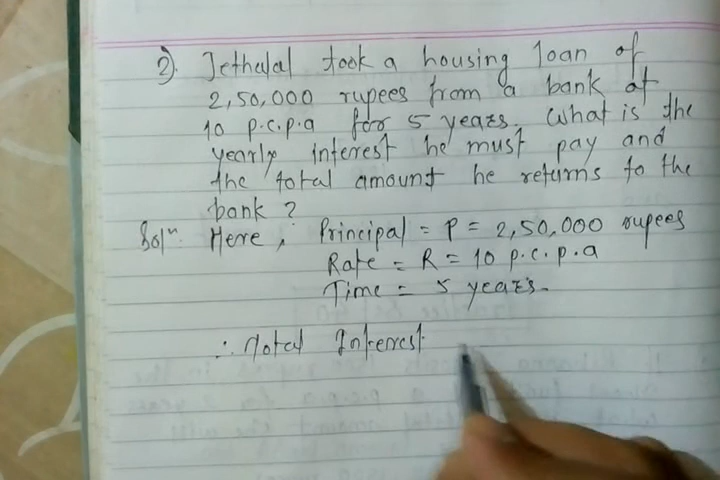 2). Jethalal took a housing loan of
2,50,000 rupees from a bank at
10 p.c.p.a for 5 years. What is the
yearly interest he must pay and
the total amount he returns to the
bank?
Solⁿ. Here, Principal = P = 2,50,000 rupees
Rate = R = 10 p.c.p.a
Time = 5 years.
∴ Total Interest